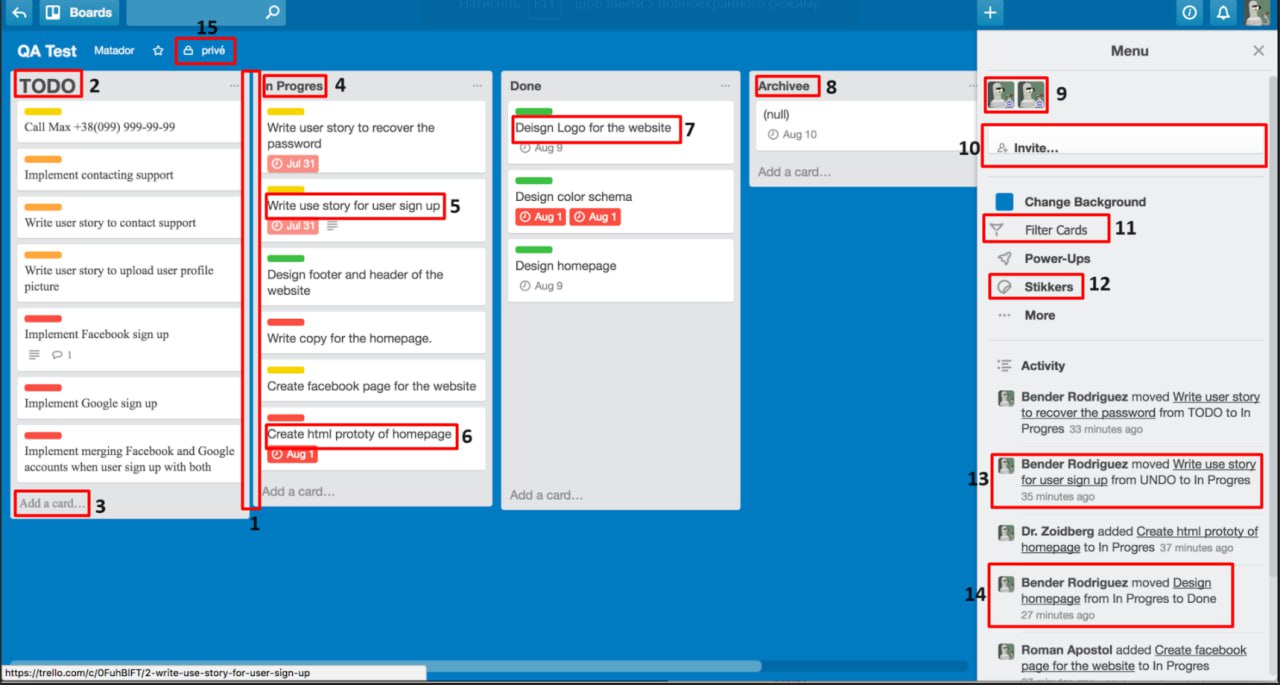 Boards
Натисніть F11 , щоб вийти з повноекранного режиму
15
QA Test Matador privé
Menu
TODO 2
Call Max +38(099) 999-99-99
Implement contacting support
Write user story to contact support
Write user story to upload user profile
picture
Implement Facebook sign up
1
Implement Google sign up
Implement merging Facebook and Google
accounts when user sign up with both
Add a card... 3
1
n Progres 4
Write user story to recover the
password
Jul 31
Write use story for user sign up 5
Jul 31
Design footer and header of the
website
Write copy for the homepage.
Create facebook page for the website
Create html prototy of homepage 6
Aug 1
Add a card...
Done
Deisgn Logo for the website 7
Aug 9
Design color schema
Aug 1 Aug 1
Design homepage
Aug 9
Add a card...
Archivee 8
(null)
Aug 10
Add a card...
9
10 Invite...
Change Background
Filter Cards 11
Power-Ups
Stikkers 12
More
Activity
Bender Rodriguez moved Write user story
to recover the password from TODO to In
Progres 33 minutes ago
13 Bender Rodriguez moved Write use story
for user sign up from UNDO to In Progres
35 minutes ago
Dr. Zoidberg added Create html prototy of
homepage to In Progres 37 minutes ago
14 Bender Rodriguez moved Design
homepage from In Progres to Done
27 minutes ago
Roman Apostol added Create facebook
page for the website to In Progres
https://trello.com/c/0FuhBlFT/2-write-use-story-for-user-sign-up